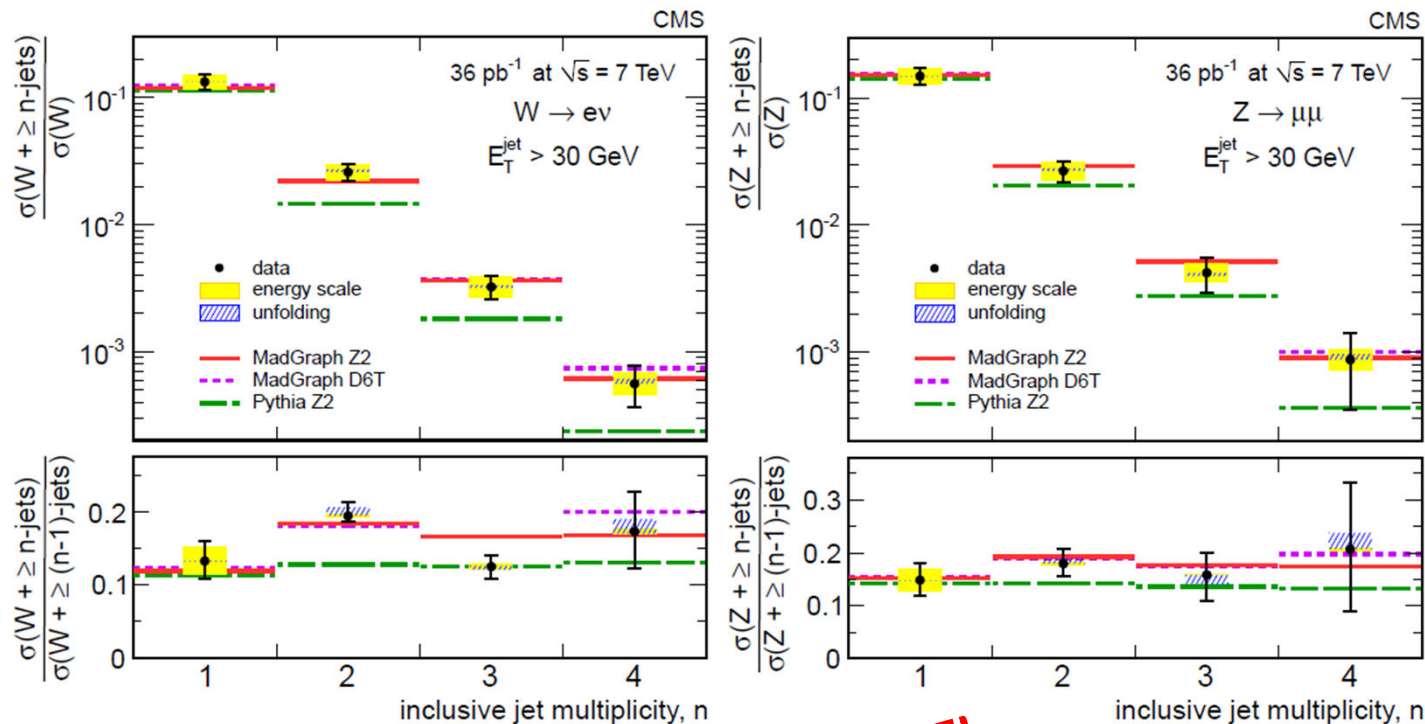 CMS
σ(W + ≥ n-jets)
σ(W)
10⁻¹
10⁻²
10⁻³
36 pb⁻¹ at √s = 7 TeV
W → eν
E_T^jet > 30 GeV
data
energy scale
unfolding
MadGraph Z2
MadGraph D6T
Pythia Z2
σ(W + ≥ n-jets)
σ(W + ≥ (n-1)-jets)
0.2
0.1
0
1 2 3 4
inclusive jet multiplicity, n
CMS
σ(Z + ≥ n-jets)
σ(Z)
10⁻¹
10⁻²
10⁻³
36 pb⁻¹ at √s = 7 TeV
Z → μμ
E_T^jet > 30 GeV
data
energy scale
unfolding
MadGraph Z2
MadGraph D6T
Pythia Z2
σ(Z + ≥ n-jets)
σ(Z + ≥ (n-1)-jets)
0.3
0.2
0.1
0
1 2 3 4
inclusive jet multiplicity, n